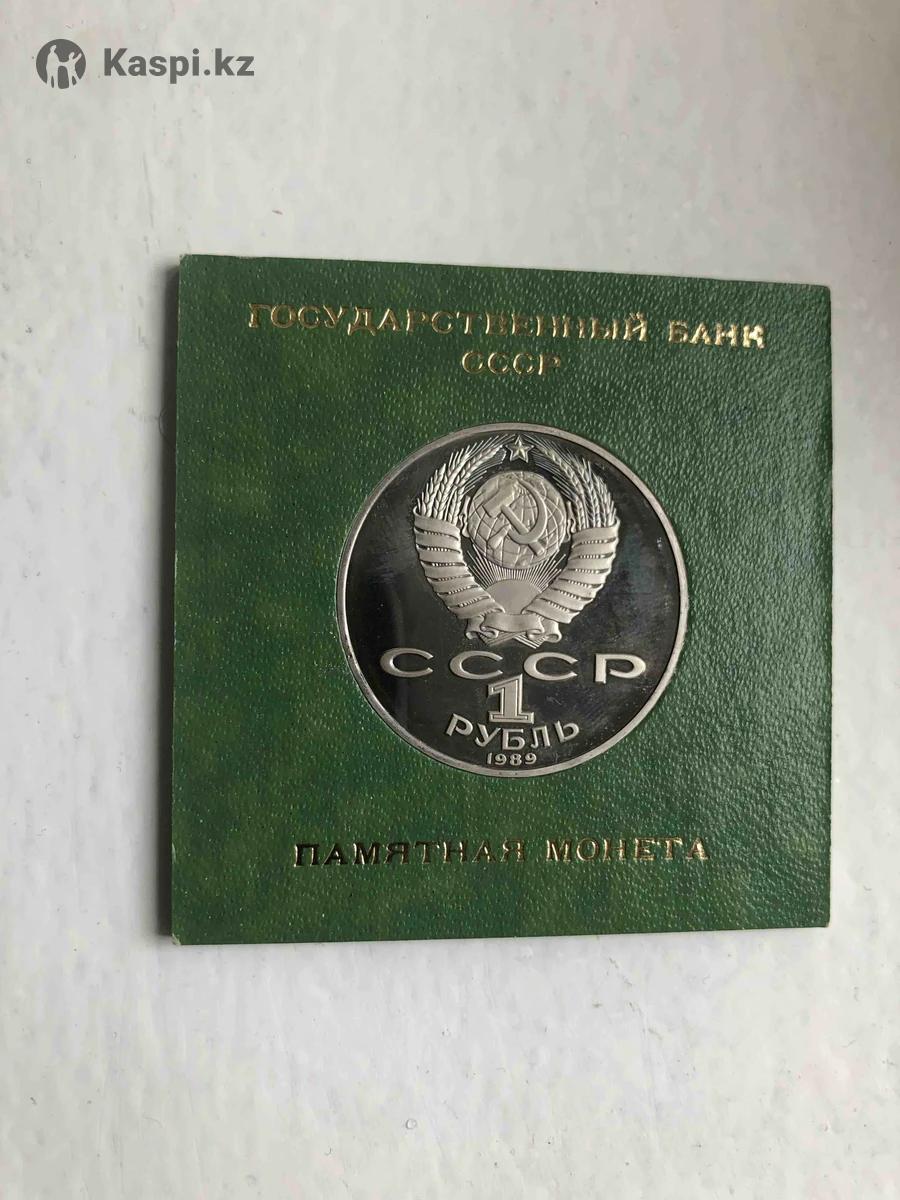 Kaspi.kz
ГОСУДАРСТВЕННЫЙ БАНК
СССР
СССР
1
РУБЛЬ
1989
ПАМЯТНАЯ МОНЕТА